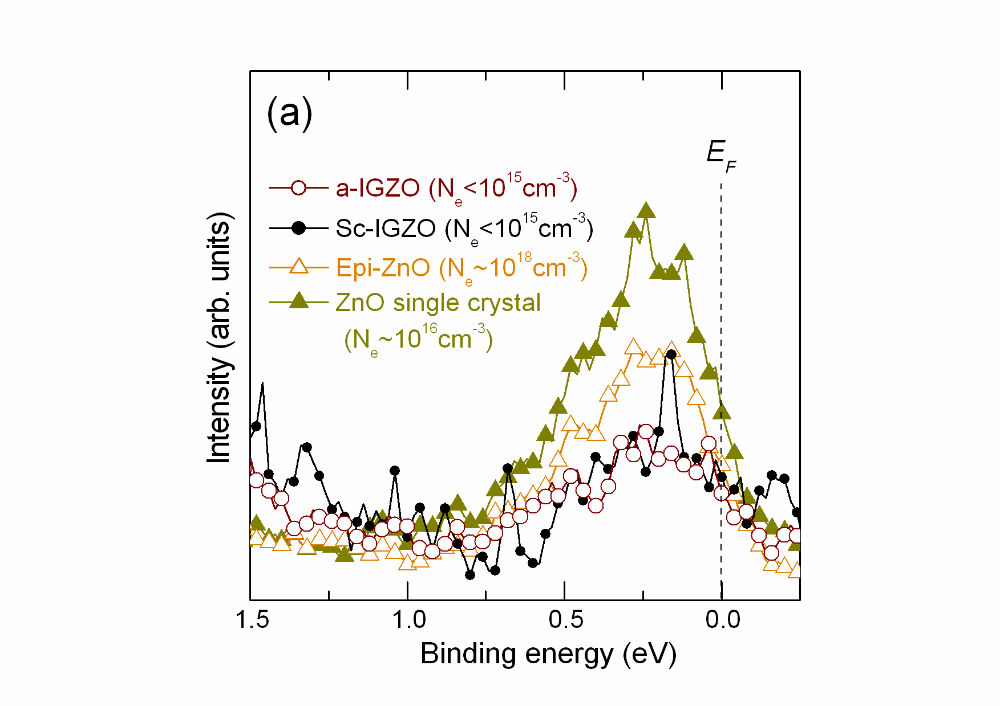 (a)
E_F
a-IGZO (N_e<10^15cm^-3)
Sc-IGZO (N_e<10^15cm^-3)
Epi-ZnO (N_e~10^18cm^-3)
ZnO single crystal
(N_e~10^16cm^-3)
Intensity (arb. units)
1.5 1.0 0.5 0.0
Binding energy (eV)